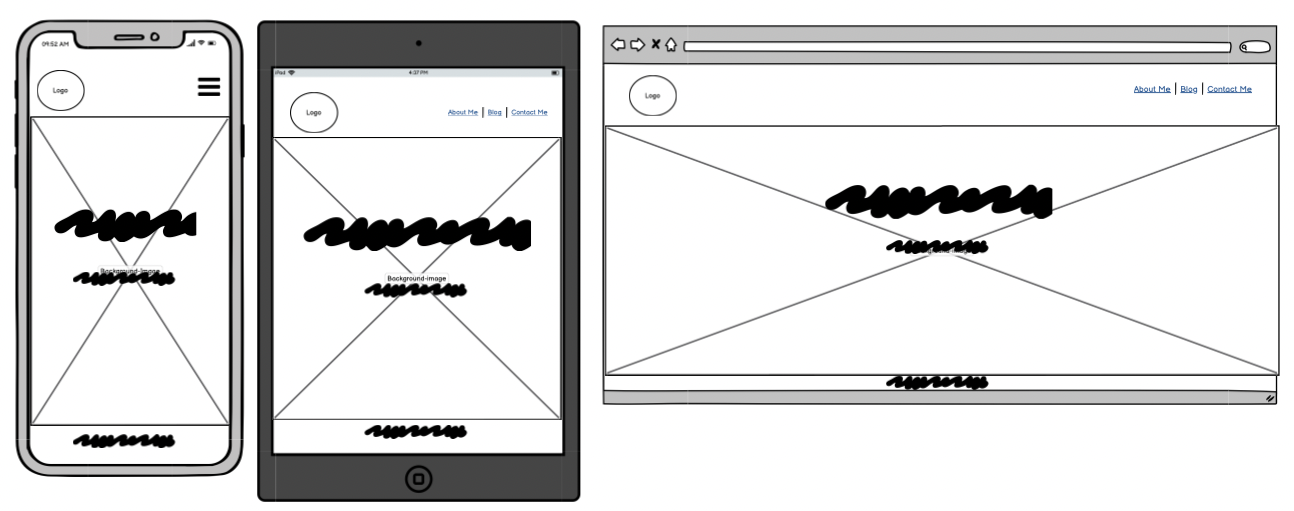 09:52 AM
Logo
Background-Image
iPad
4:37 PM
Logo
About Me | Blog | Contact Me
Background-image
Logo
About Me | Blog | Contact Me